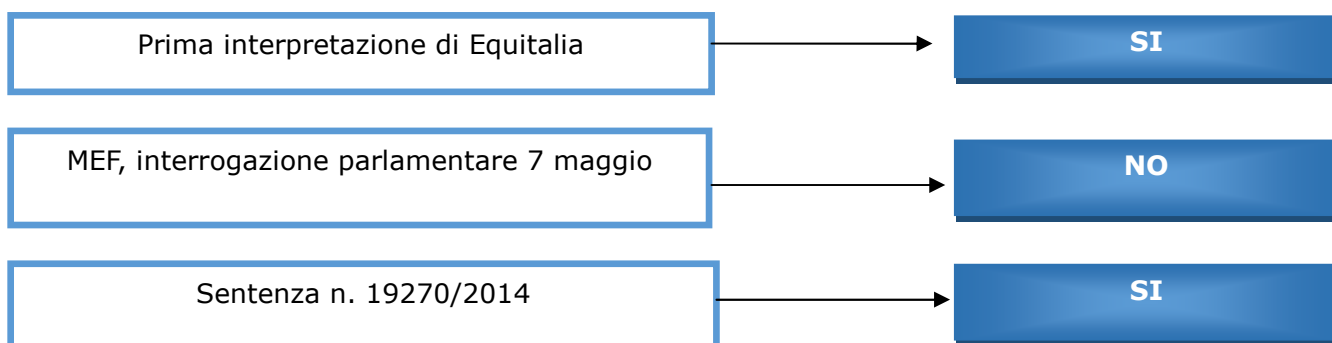 Prima interpretazione di Equitalia
SI
MEF, interrogazione parlamentare 7 maggio
NO
Sentenza n. 19270/2014
SI